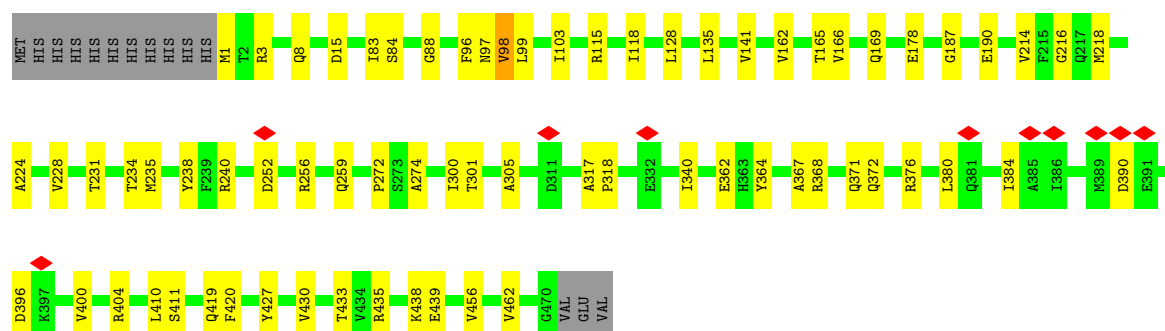 MET HIS HIS HIS HIS HIS HIS HIS HIS M1 T2 R3 Q8 D15 I83 S84 G88 F96 N97 V98 L99 I103 R115 I118 L128 L135 V141 V162 T165 V166 Q169 E178 G187 E190 V214 F215 G216 Q217 M218
A224 V228 T231 T234 M235 Y238 F239 R240 D252 R256 Q259 P272 S273 A274 I300 T301 A305 D311 A317 P318 E332 I340 E362 H363 Y364 A367 R368 Q371 Q372 R376 L380 Q381 I384 A385 I386 M389 D390 E391
D396 K397 V400 R404 L410 S411 Q419 F420 Y427 V430 T433 V434 R435 K438 E439 V456 V462 G470 VAL GLU VAL